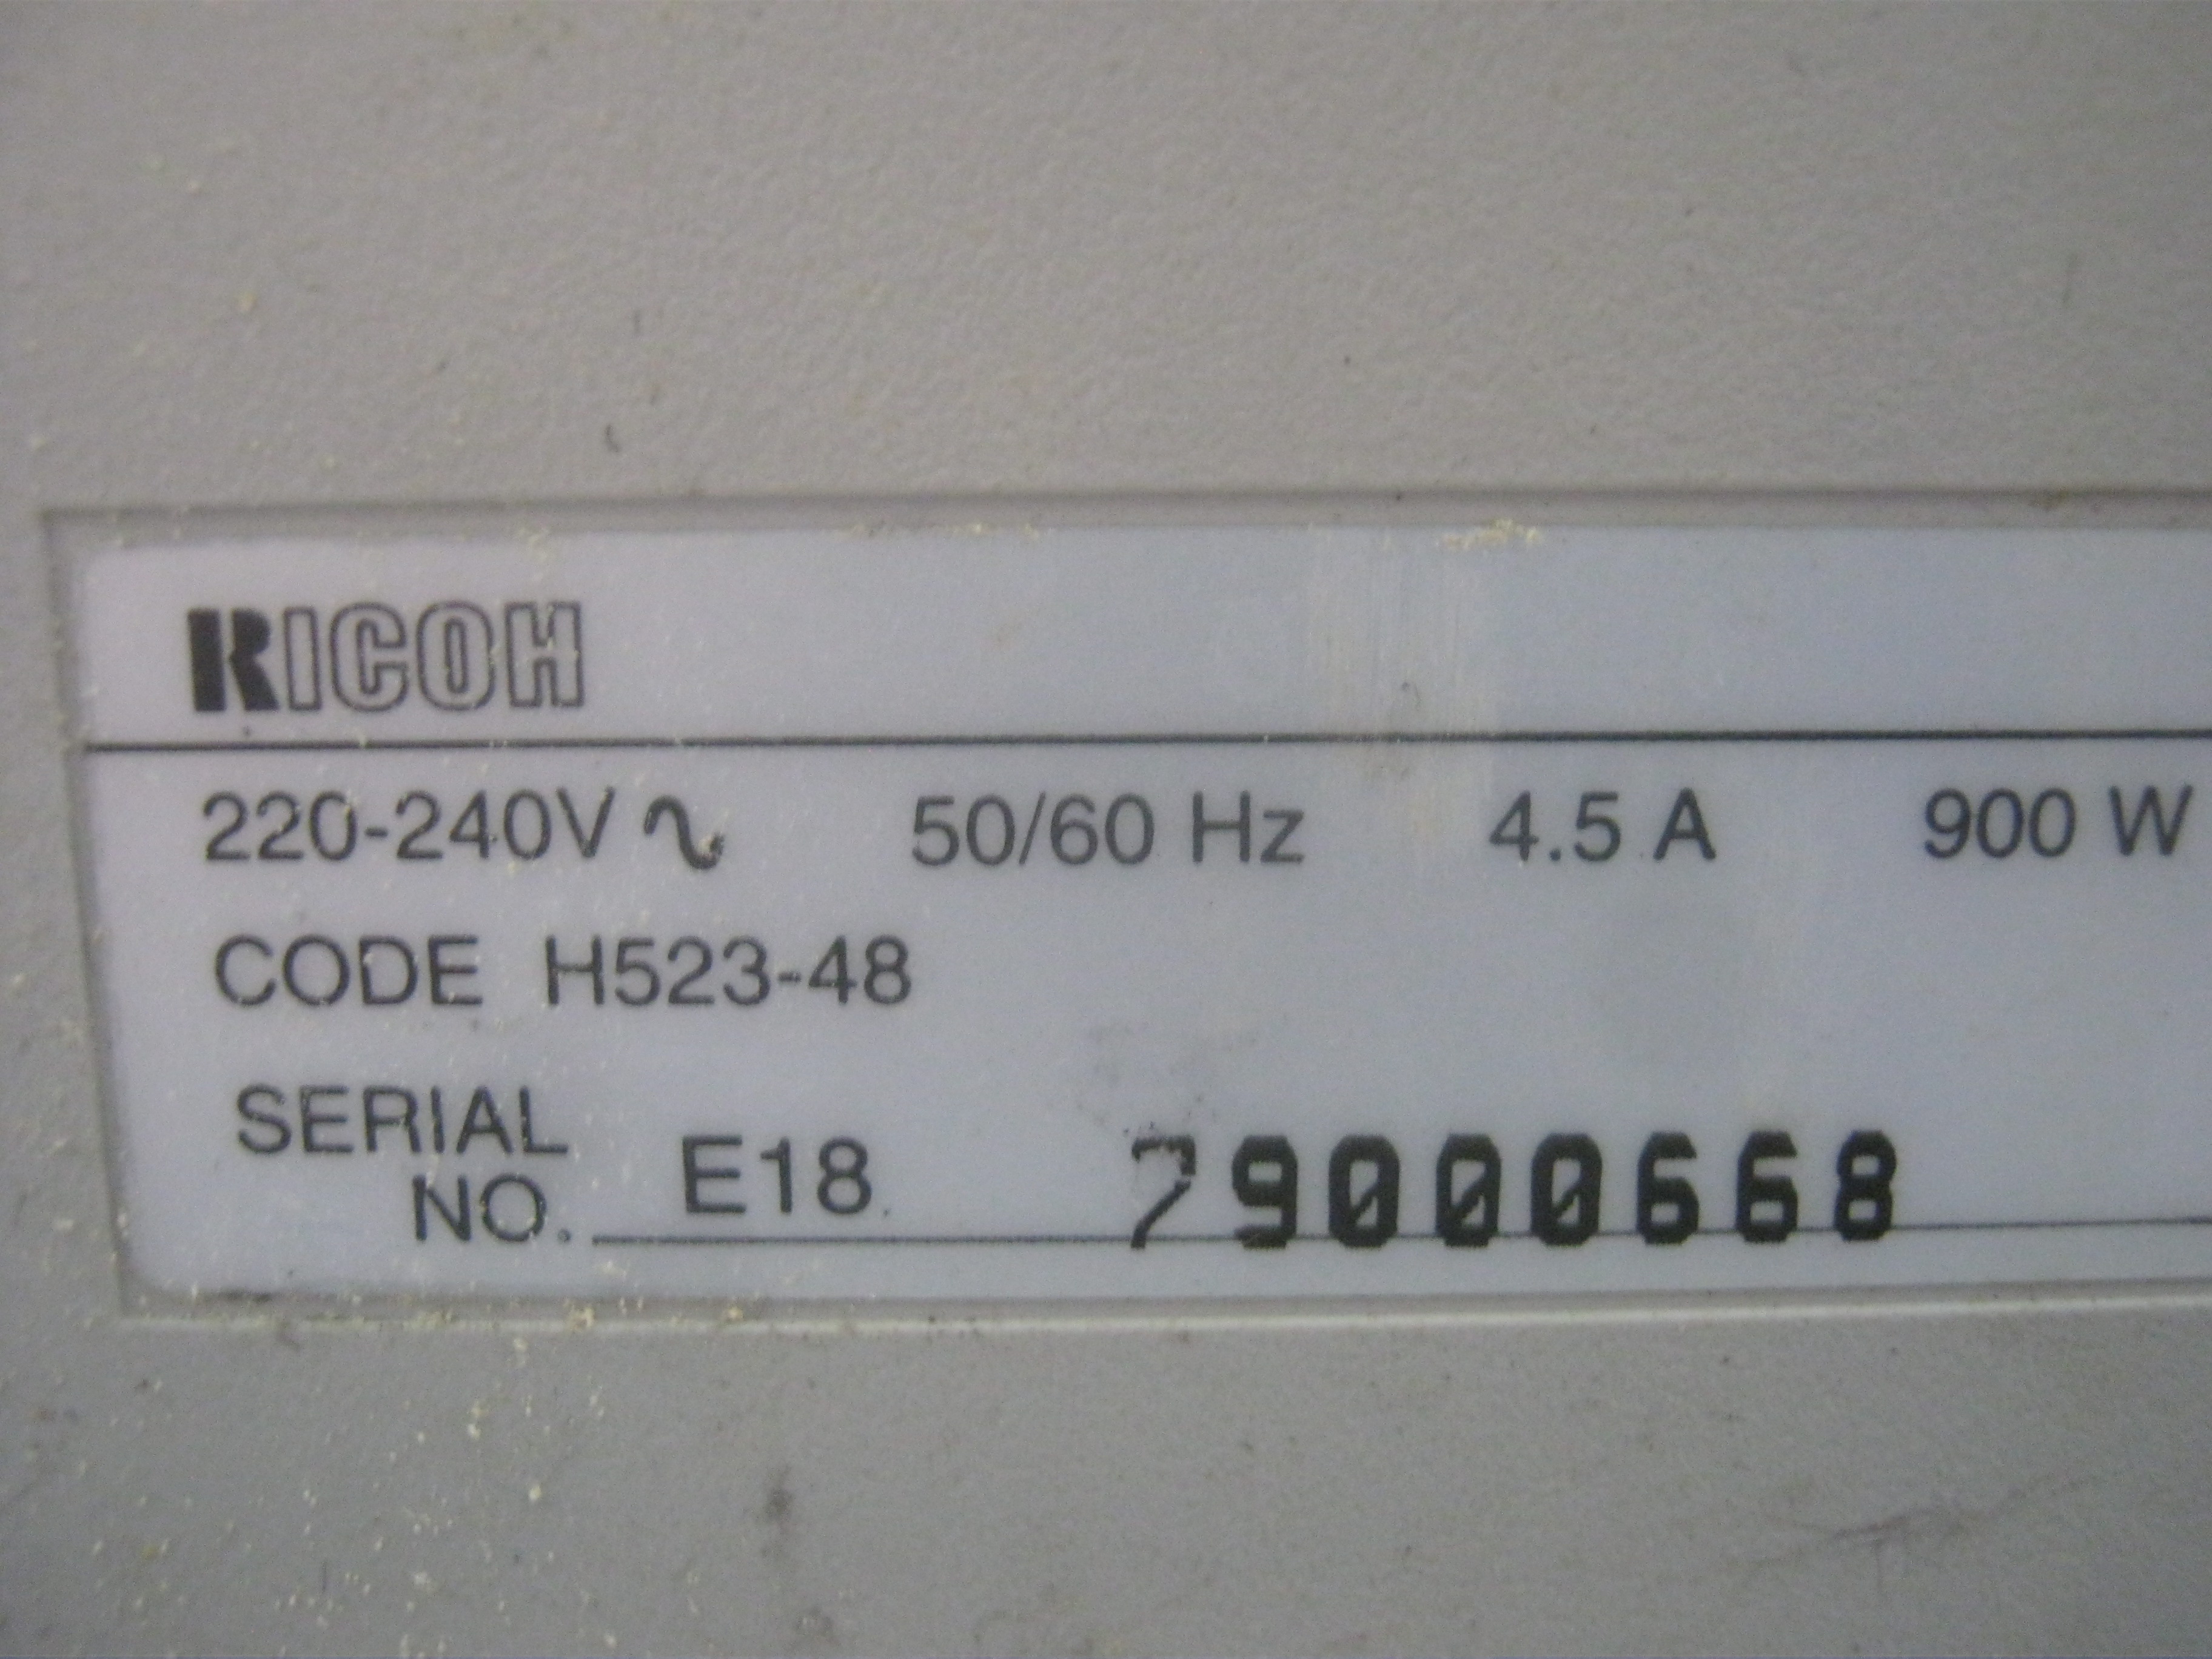 RICOH
220-240V ∿ 50/60 Hz 4.5 A 900 W
CODE H523-48
SERIAL
NO. E18 79000668